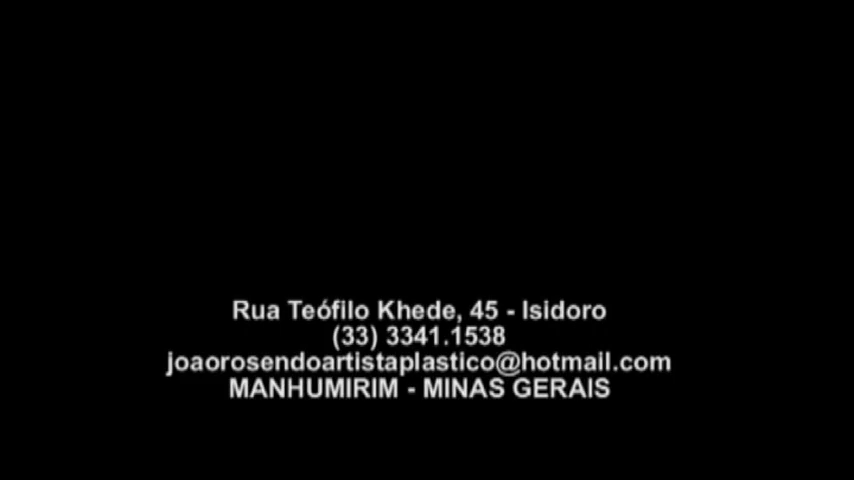 Rua Teófilo Khede, 45 - Isidoro
(33) 3341.1538
joaorosendoartistaplastico@hotmail.com
MANHUMIRIM - MINAS GERAIS